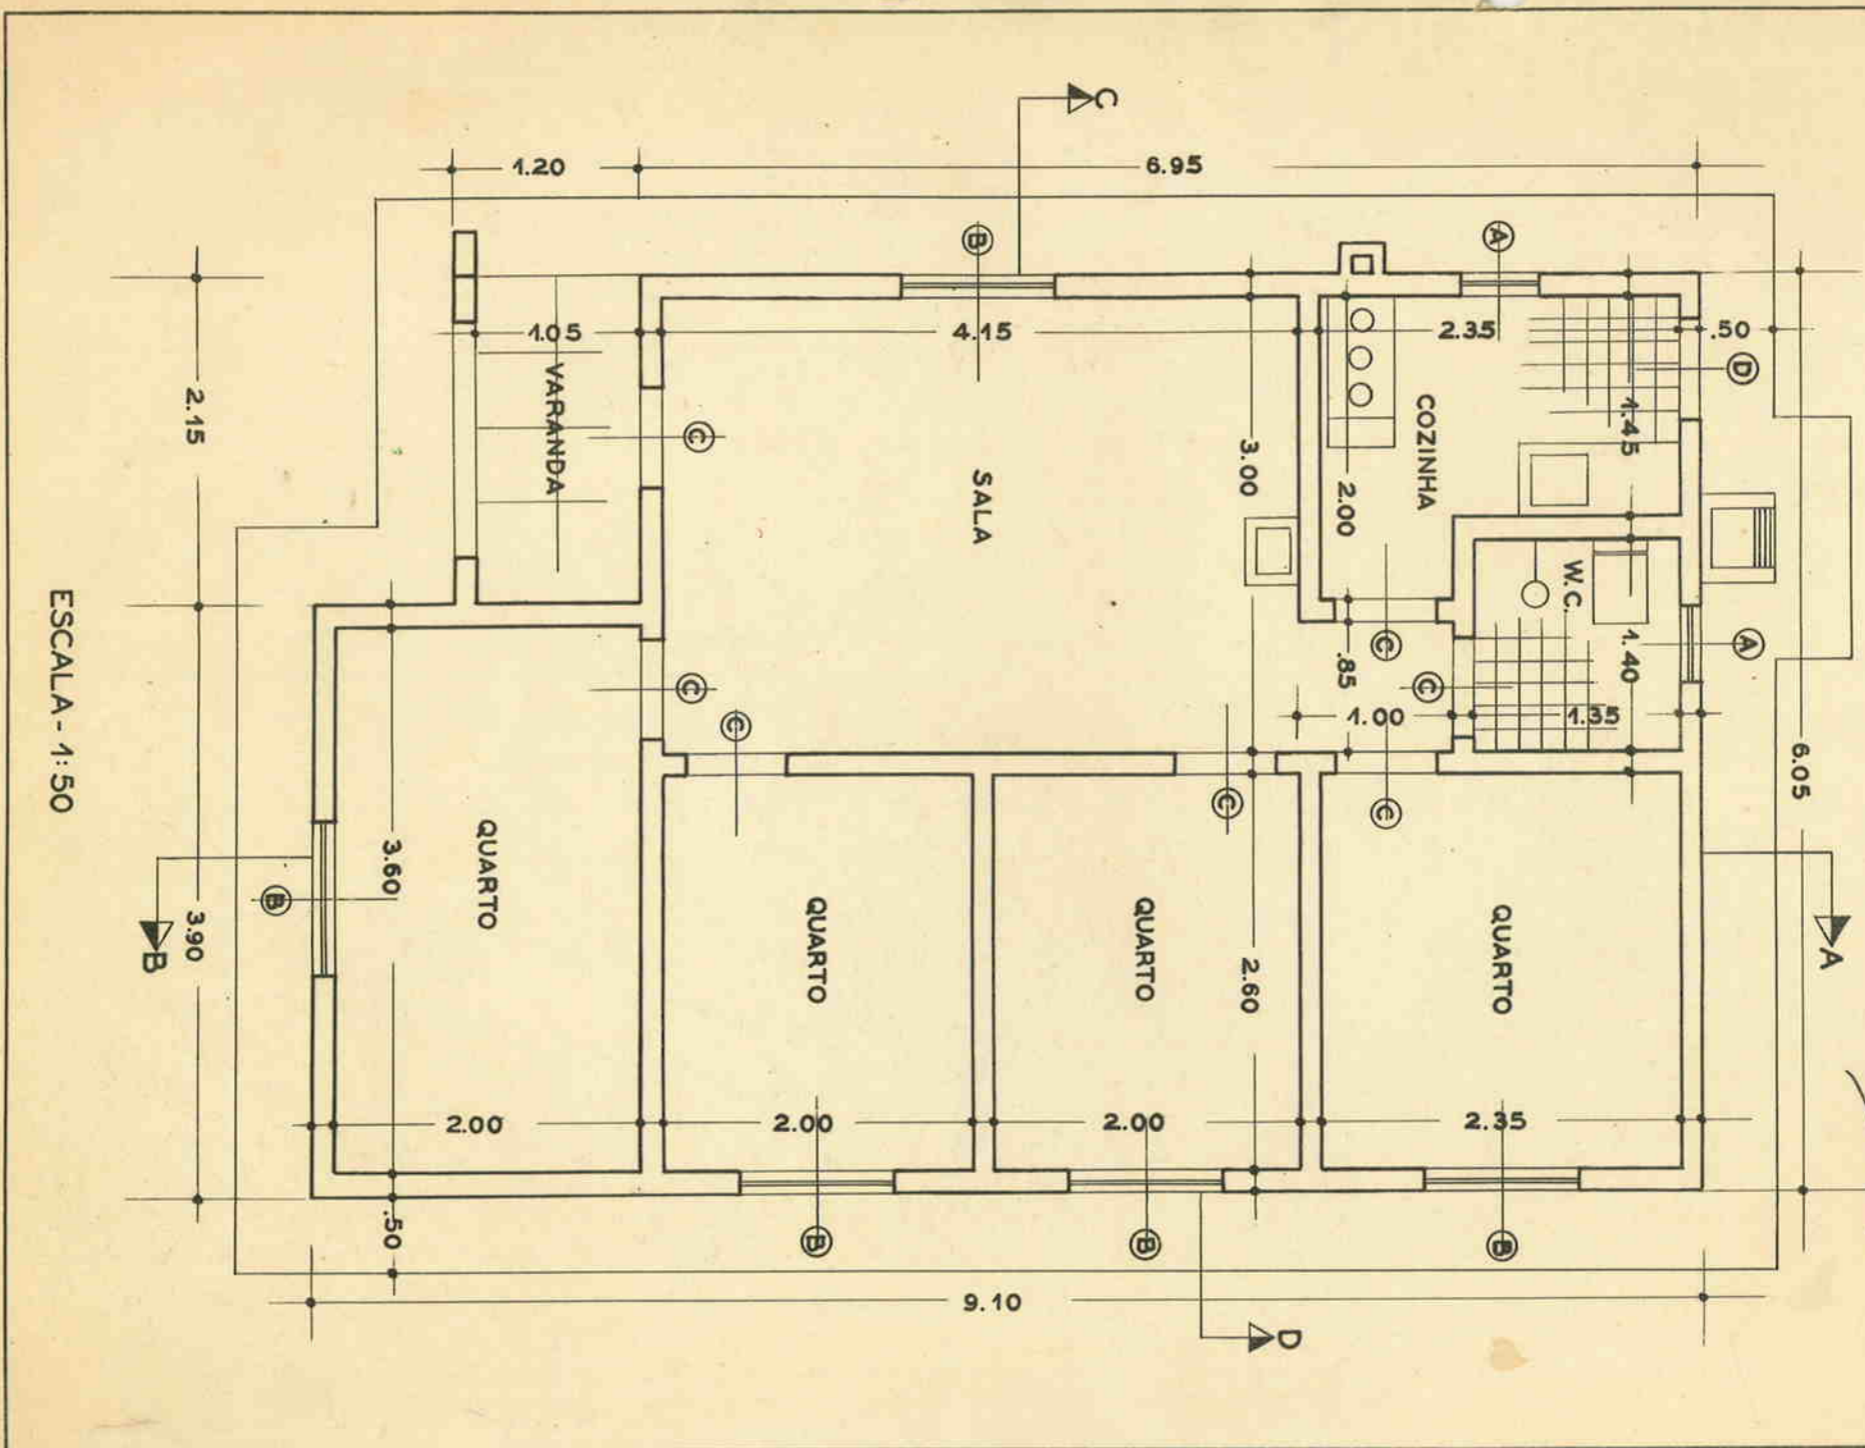 C
1.20
6.95
B
A
1.05
4.15
2.35
.50
D
VARANDA
C
SALA
3.00
2.00
COZINHA
1.45
2.15
W.C.
1.40
A
C
.85
C
C
C
1.00
1.35
6.05
C
C
ESCALA - 1:50
3.60
QUARTO
QUARTO
QUARTO
QUARTO
B
B
3.90
2.60
A
2.00
2.00
2.00
2.35
.50
B
B
B
9.10
D